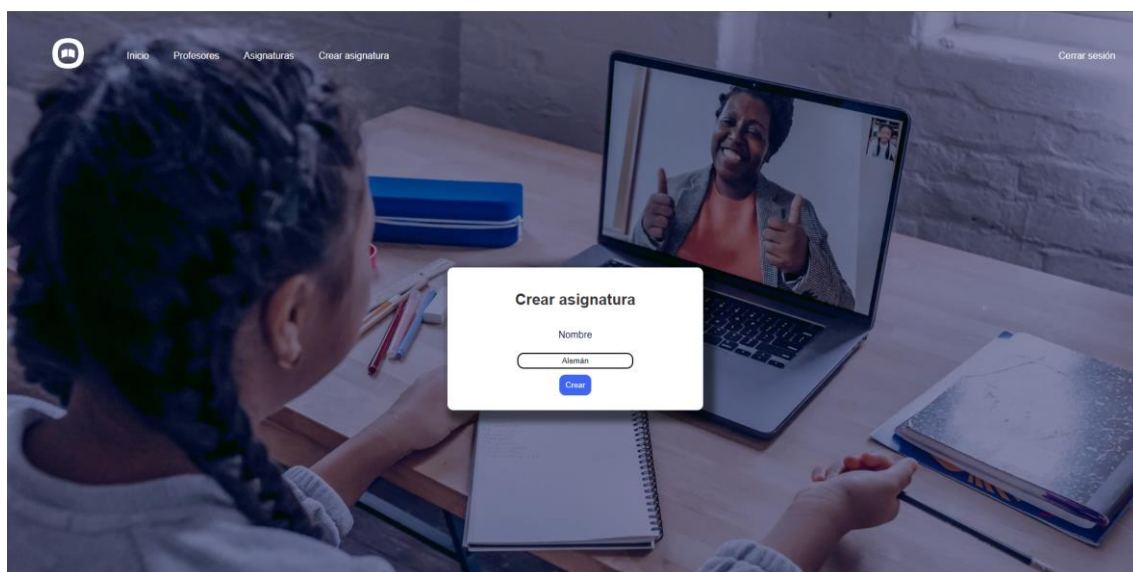 Inicio Profesores Asignaturas Crear asignatura Cerrar sesión
Crear asignatura
Nombre
Alemán
Crear